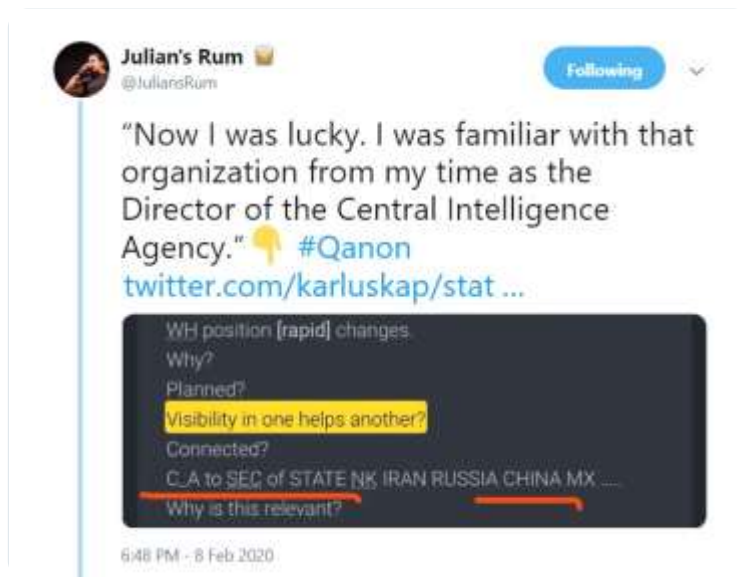 Julian's Rum 🥃
@JuliansRum
Following
“Now I was lucky. I was familiar with that
organization from my time as the
Director of the Central Intelligence
Agency.”👇 #Qanon
twitter.com/karluskap/stat ...
WH position [rapid] changes.
Why?
Planned?
Visibility in one helps another?
Connected?
C_A to SEC of STATE NK IRAN RUSSIA CHINA MX .....
Why is this relevant?
6:48 PM - 8 Feb 2020